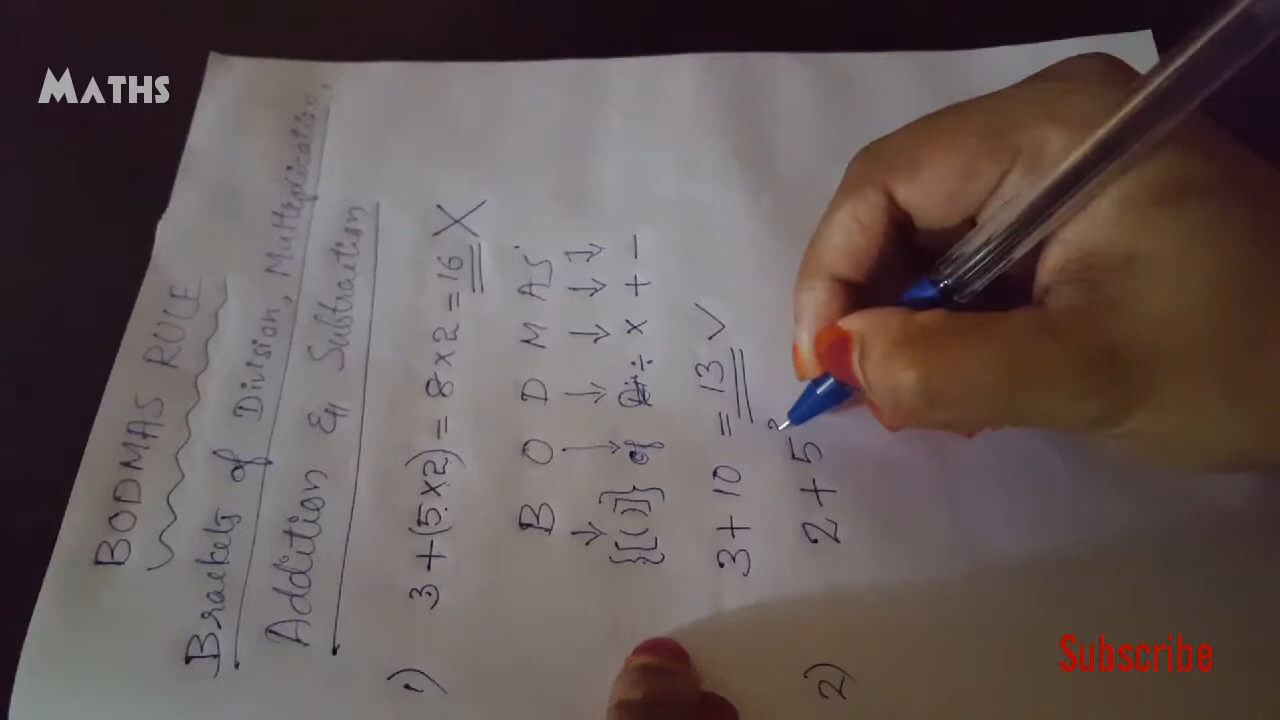 MATHS
BODMAS RULE
Brackets of Division, Multiplication,
Addition & Subtraction
1) 3+(5×2) = 8×2 = 16 X
B O D M A S
↓ ↓ ↓ ↓ ↓ ↓
{[()]} of ÷ × + −
3 + 10 = 13 ✓
2) 2 + 5²
Subscribe